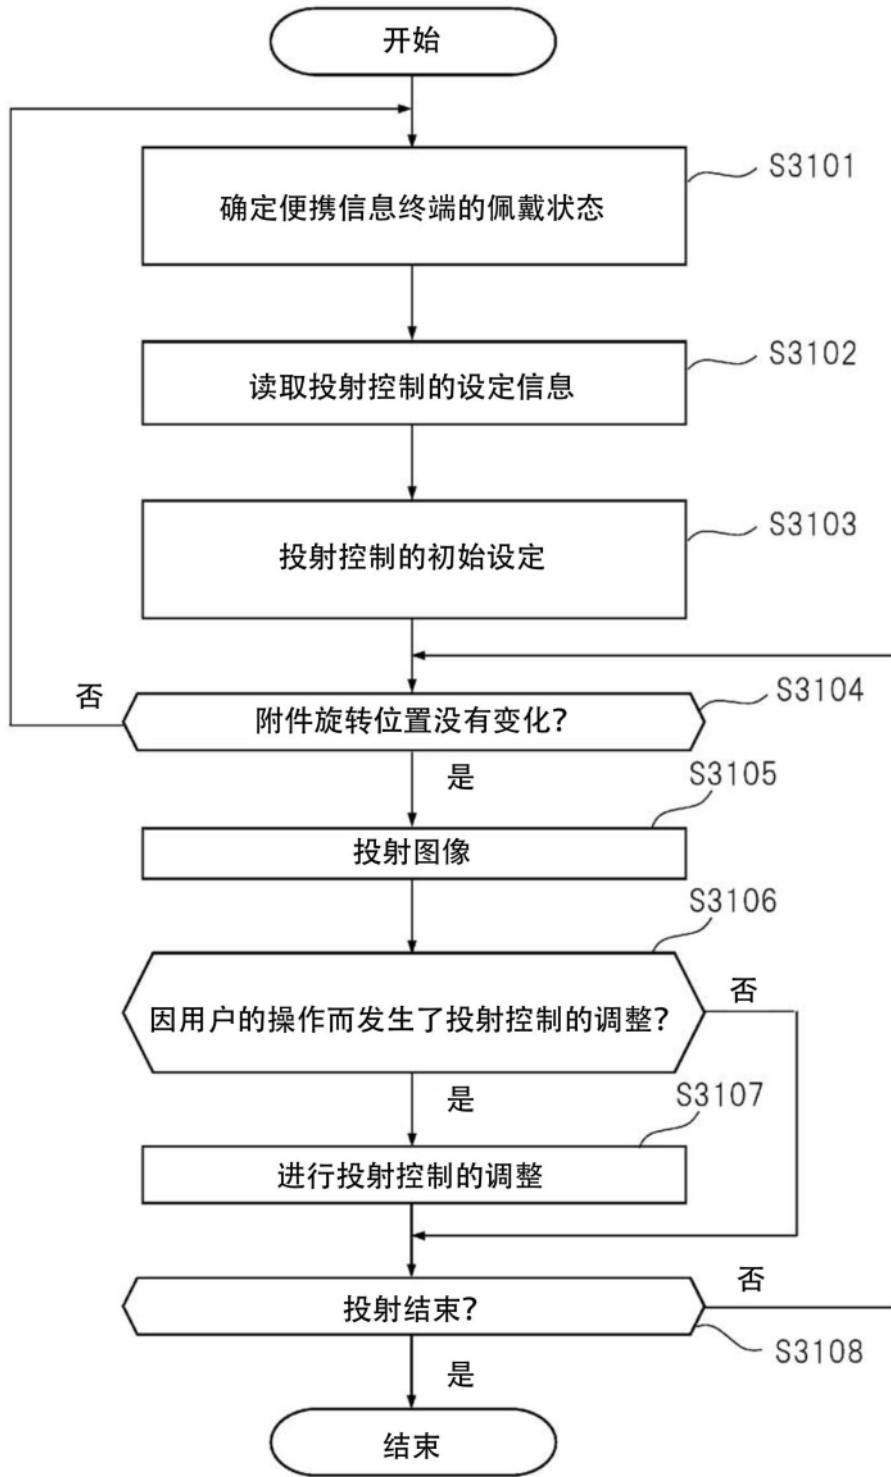 开始
S3101
确定便携信息终端的佩戴状态
S3102
读取投射控制的设定信息
S3103
投射控制的初始设定
否
S3104
附件旋转位置没有变化?
是
S3105
投射图像
S3106
否
因用户的操作而发生了投射控制的调整?
是
S3107
进行投射控制的调整
否
投射结束?
S3108
是
结束